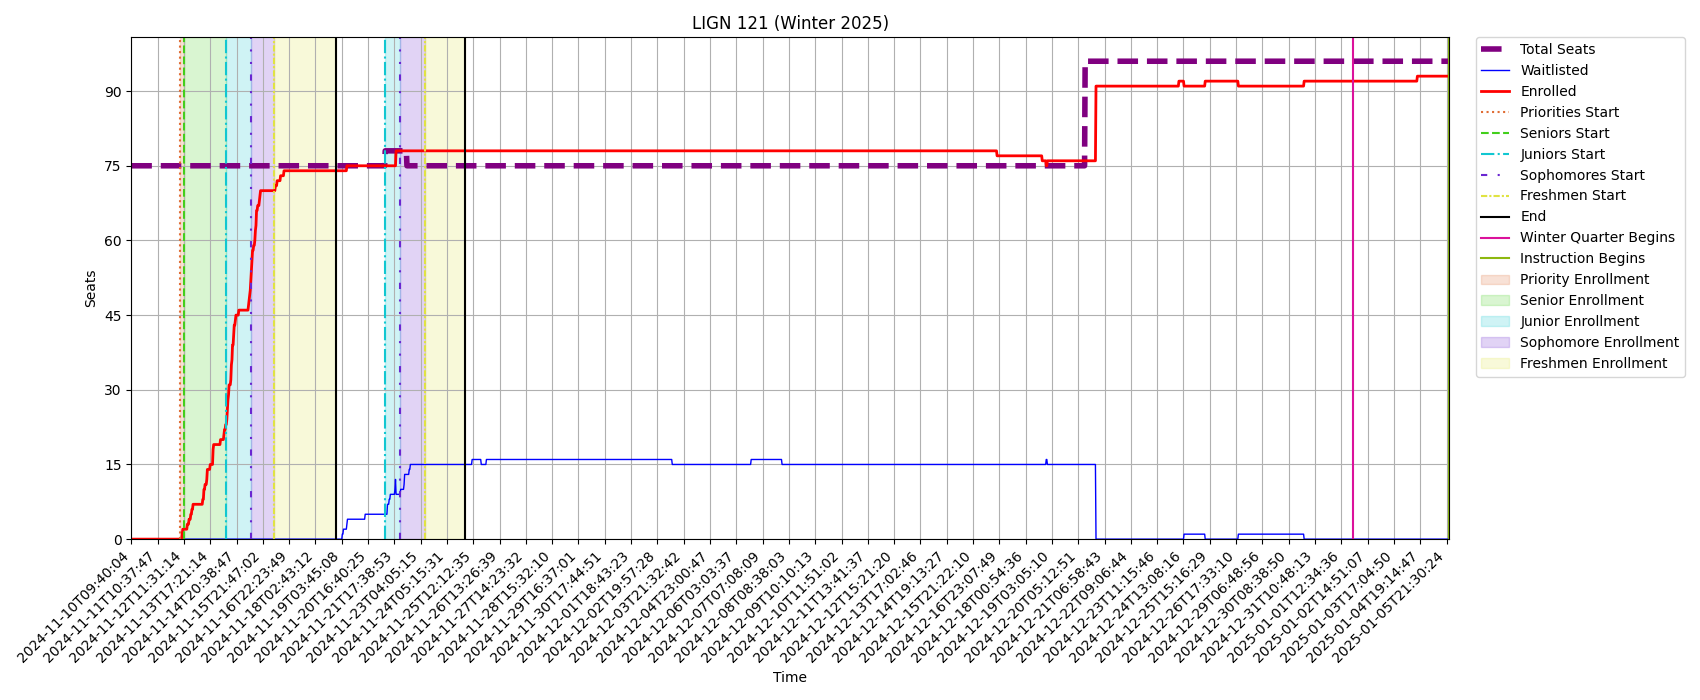 LIGN 121 (Winter 2025)
Total Seats
Waitlisted
Enrolled
Priorities Start
Seniors Start
Juniors Start
Sophomores Start
Freshmen Start
End
Winter Quarter Begins
Instruction Begins
Priority Enrollment
Senior Enrollment
Junior Enrollment
Sophomore Enrollment
Freshmen Enrollment
Seats
90
75
60
45
30
15
0
2024-11-10T09:40:04
2024-11-11T10:37:47
2024-11-12T11:31:14
2024-11-13T17:21:14
2024-11-14T20:38:47
2024-11-15T21:47:02
2024-11-16T22:23:49
2024-11-18T02:43:12
2024-11-19T03:45:08
2024-11-20T16:40:25
2024-11-21T17:38:53
2024-11-23T04:05:15
2024-11-24T05:15:31
2024-11-25T12:12:35
2024-11-26T13:26:39
2024-11-27T14:23:32
2024-11-28T15:32:10
2024-11-29T16:37:01
2024-11-30T17:44:51
2024-12-01T18:43:23
2024-12-02T19:57:28
2024-12-03T21:32:42
2024-12-04T23:00:47
2024-12-06T03:03:37
2024-12-07T07:08:09
2024-12-08T08:38:03
2024-12-09T10:10:13
2024-12-10T11:51:02
2024-12-11T13:41:37
2024-12-12T15:21:20
2024-12-13T17:02:46
2024-12-14T19:13:27
2024-12-15T21:22:10
2024-12-16T23:07:49
2024-12-18T00:54:36
2024-12-19T03:05:10
2024-12-20T05:12:51
2024-12-21T06:58:43
2024-12-22T09:06:44
2024-12-23T11:15:46
2024-12-24T13:08:16
2024-12-25T15:16:29
2024-12-26T17:33:10
2024-12-29T06:48:56
2024-12-30T08:38:50
2024-12-31T10:48:13
2025-01-01T12:34:36
2025-01-02T14:51:07
2025-01-03T17:04:50
2025-01-04T19:14:47
2025-01-05T21:30:24
Time